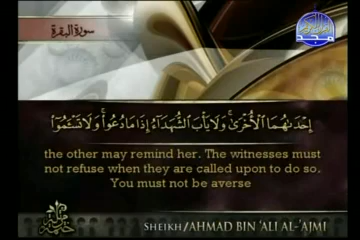 سورة البقرة
المجد
إِحْدَىٰهُمَا ٱلْأُخْرَىٰ ۚ وَلَا يَأْبَ ٱلشُّهَدَآءُ إِذَا مَا دُعُوا۟ ۚ وَلَا تَسْـَٔمُوٓا۟
the other may remind her. The witnesses must
not refuse when they are called upon to do so.
You must not be averse
SHEIKH/AHMAD BIN ‘ALI AL-‘AJMI